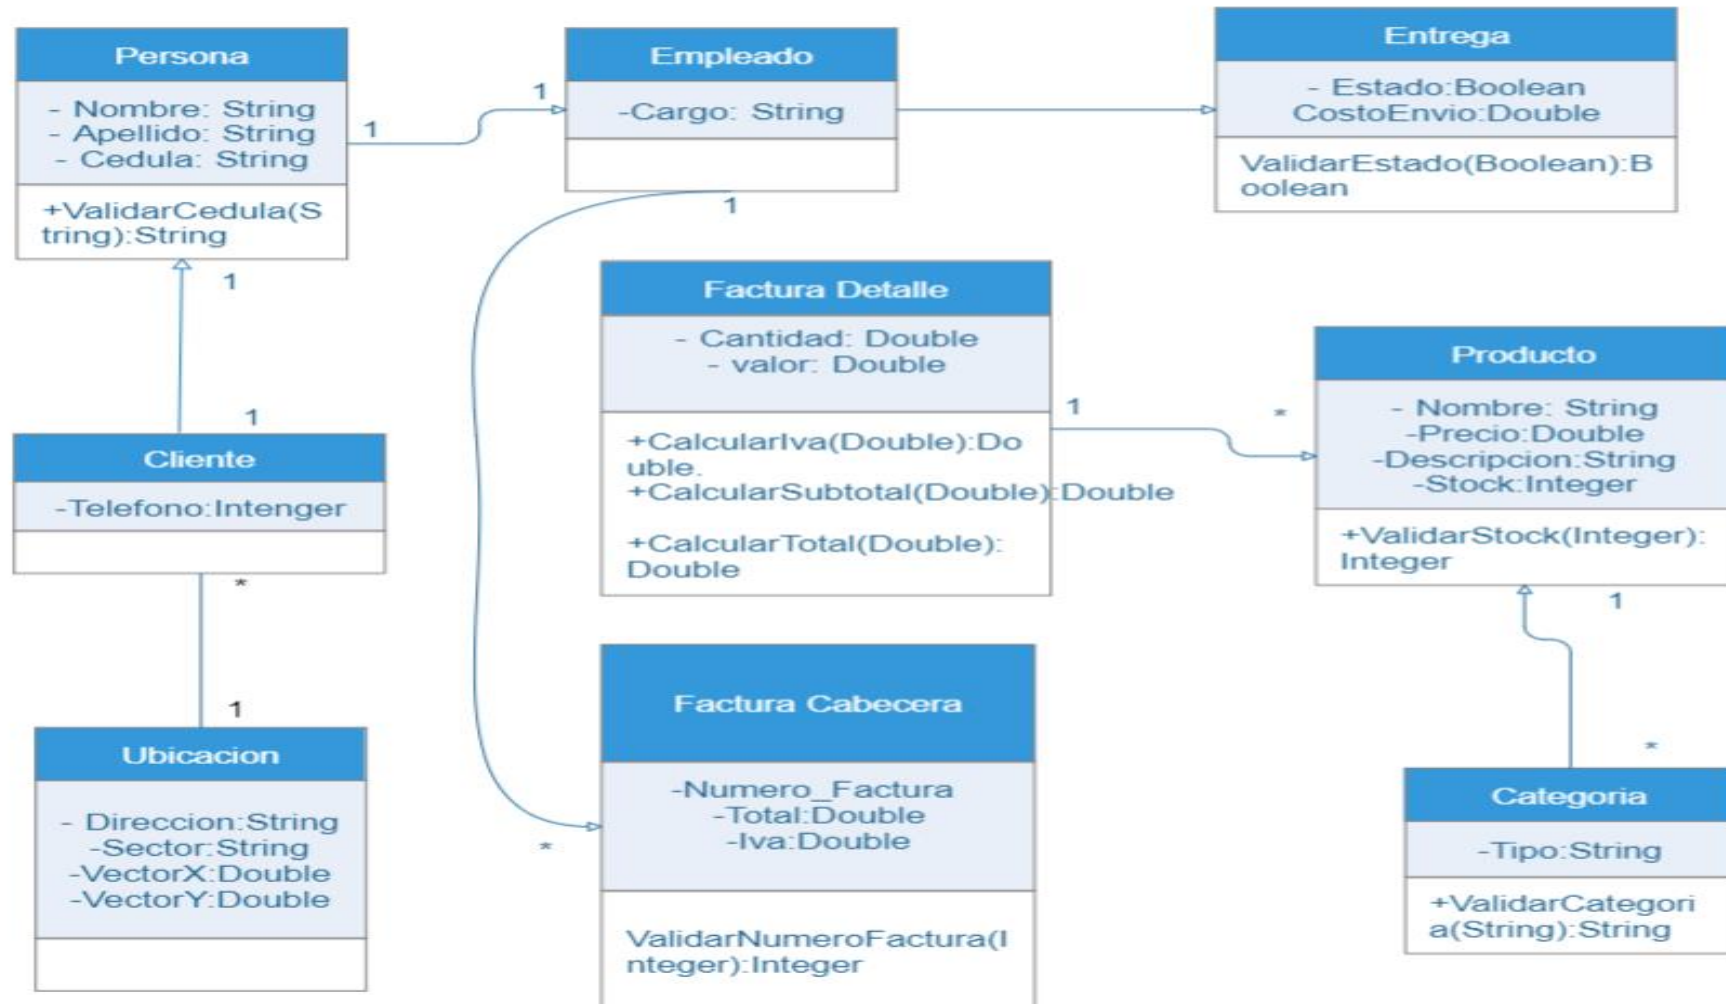 Persona
- Nombre: String
- Apellido: String
- Cedula: String
+ValidarCedula(S
tring):String
1
1
Empleado
-Cargo: String
1
Entrega
- Estado:Boolean
CostoEnvio:Double
ValidarEstado(Boolean):B
oolean
1
1
Cliente
-Telefono:Intenger
*
1
Ubicacion
- Direccion:String
-Sector:String
-VectorX:Double
-VectorY:Double
Factura Detalle
- Cantidad: Double
- valor: Double
+CalcularIva(Double):Do
uble.
+CalcularSubtotal(Double):Double
+CalcularTotal(Double):
Double
1
*
Producto
- Nombre: String
-Precio:Double
-Descripcion:String
-Stock:Integer
+ValidarStock(Integer):
Integer
1
*
Factura Cabecera
-Numero_Factura
-Total:Double
-Iva:Double
ValidarNumeroFactura(I
nteger):Integer
*
Categoria
-Tipo:String
+ValidarCategori
a(String):String